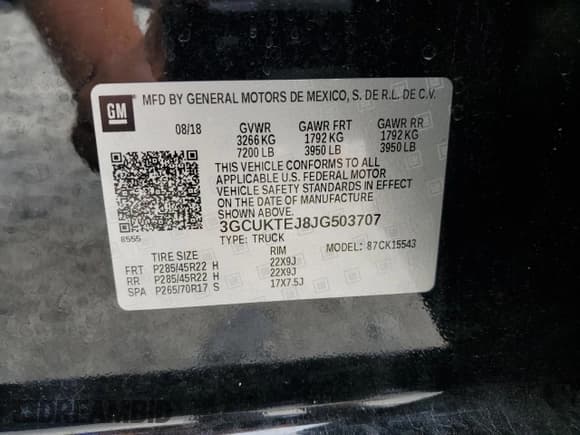 GM
MFD BY GENERAL MOTORS DE MEXICO, S. DE R.L. DE C.V.
08/18 GVWR GAWR FRT GAWR RR
3266 KG 1792 KG 1792 KG
7200 LB 3950 LB 3950 LB
THIS VEHICLE CONFORMS TO ALL
APPLICABLE U.S. FEDERAL MOTOR
VEHICLE SAFETY STANDARDS IN EFFECT
ON THE DATE OF MANUFACTURE
SHOWN ABOVE.
8555 3GCUKTEJ8JG503707
TYPE: TRUCK MODEL: 87CK15543
TIRE SIZE RIM
FRT P285/45R22 H 22X9J
RR P285/45R22 H 22X9J
SPA P265/70R17 S 17X7.5J
DREAMBID